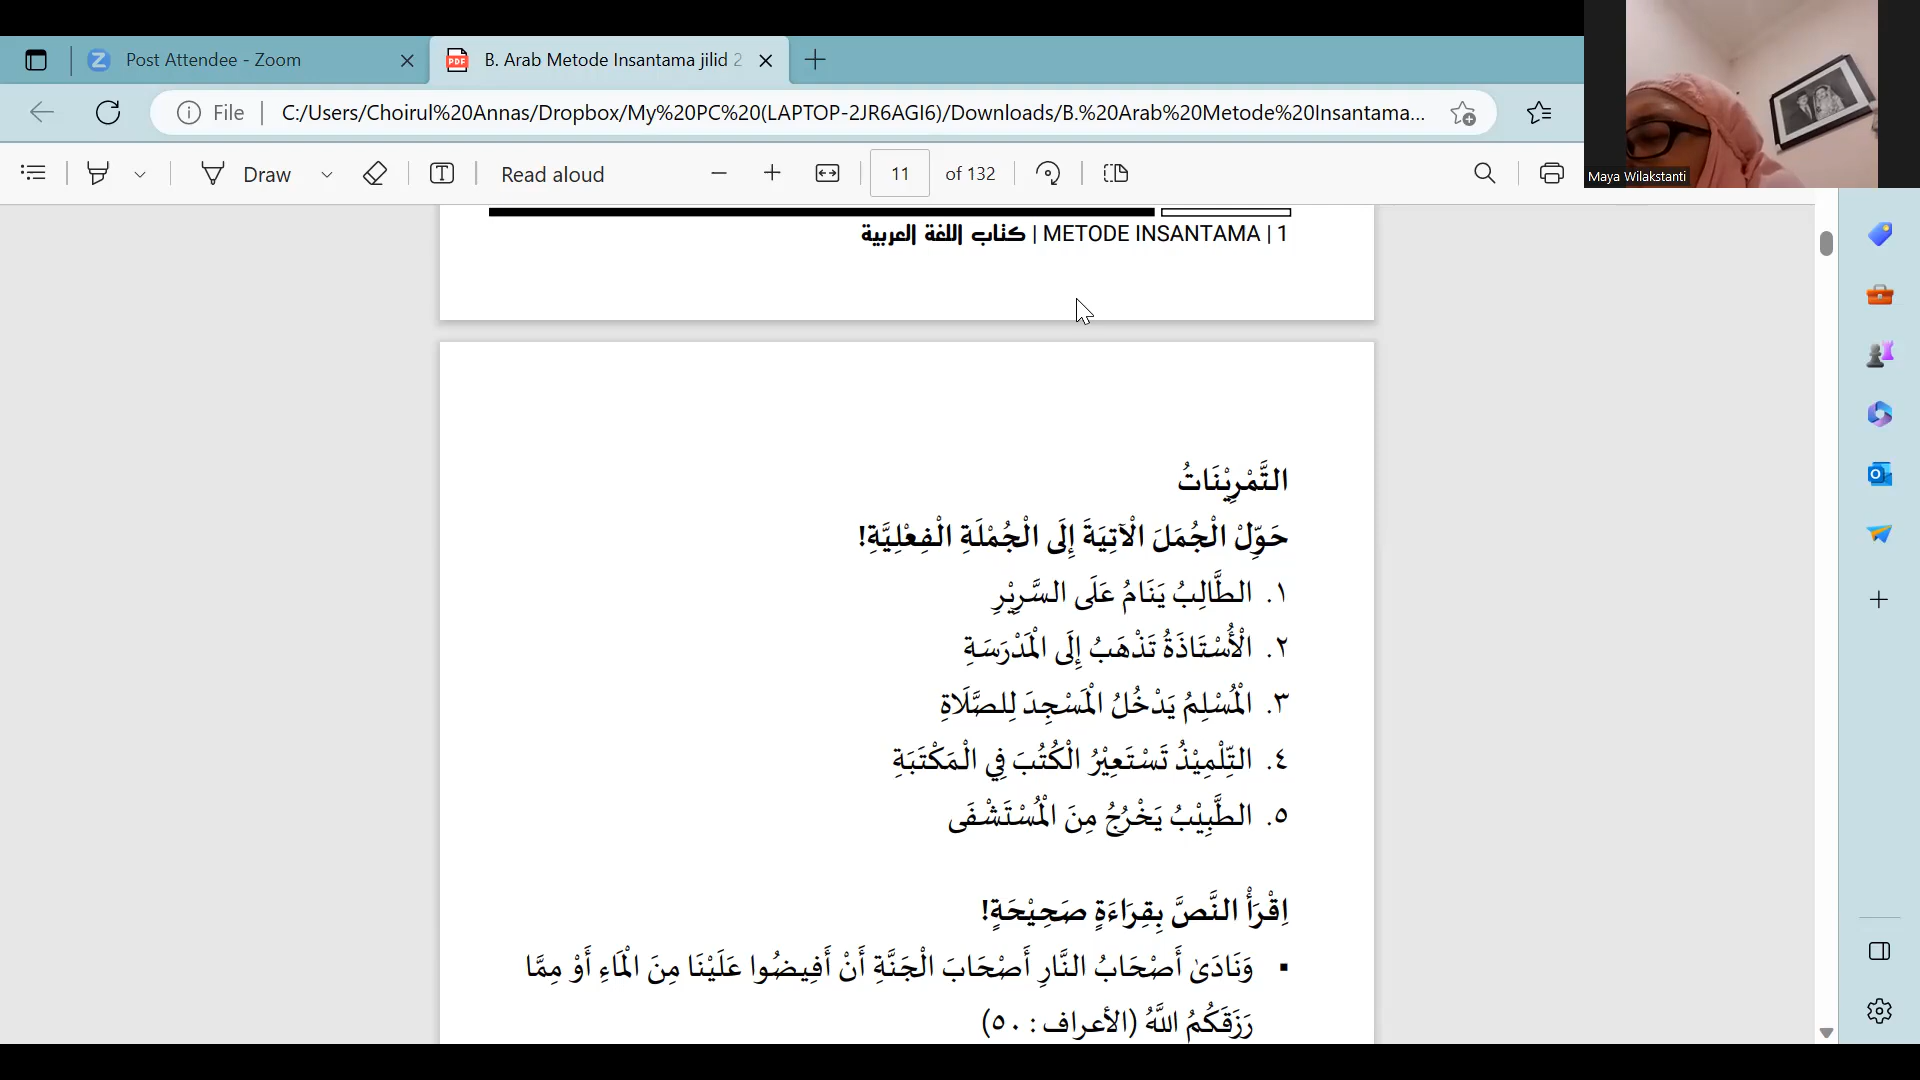 Post Attendee - Zoom
B. Arab Metode Insantama jilid 2
File
C:/Users/Choirul%20Annas/Dropbox/My%20PC%20(LAPTOP-2JR6AGI6)/Downloads/B.%20Arab%20Metode%20Insantama...
Draw
Read aloud
11 of 132
Maya Wilakstanti
كتاب اللغة العربية | METODE INSANTAMA | 1
التَّمْرِيْنَاتُ
حَوِّلْ الْجُمَلَ الْآتِيَةَ إِلَى الْجُمْلَةِ الْفِعْلِيَّةِ!
١. الطَّالِبُ يَنَامُ عَلَى السَّرِيْرِ
٢. الْأُسْتَاذَةُ تَذْهَبُ إِلَى الْمَدْرَسَةِ
٣. الْمُسْلِمُ يَدْخُلُ الْمَسْجِدَ لِلصَّلَاةِ
٤. التِّلْمِيْذُ تَسْتَعِيْرُ الْكُتُبَ فِي الْمَكْتَبَةِ
٥. الطَّبِيْبُ يَخْرُجُ مِنَ الْمُسْتَشْفَى
اِقْرَأْ النَّصَّ بِقِرَاءَةٍ صَحِيْحَةٍ!
▪ وَنَادَىٰ أَصْحَابُ النَّارِ أَصْحَابَ الْجَنَّةِ أَنْ أَفِيضُوا عَلَيْنَا مِنَ الْمَاءِ أَوْ مِمَّا
رَزَقَكُمُ اللَّهُ (الأعراف : ٥٠)